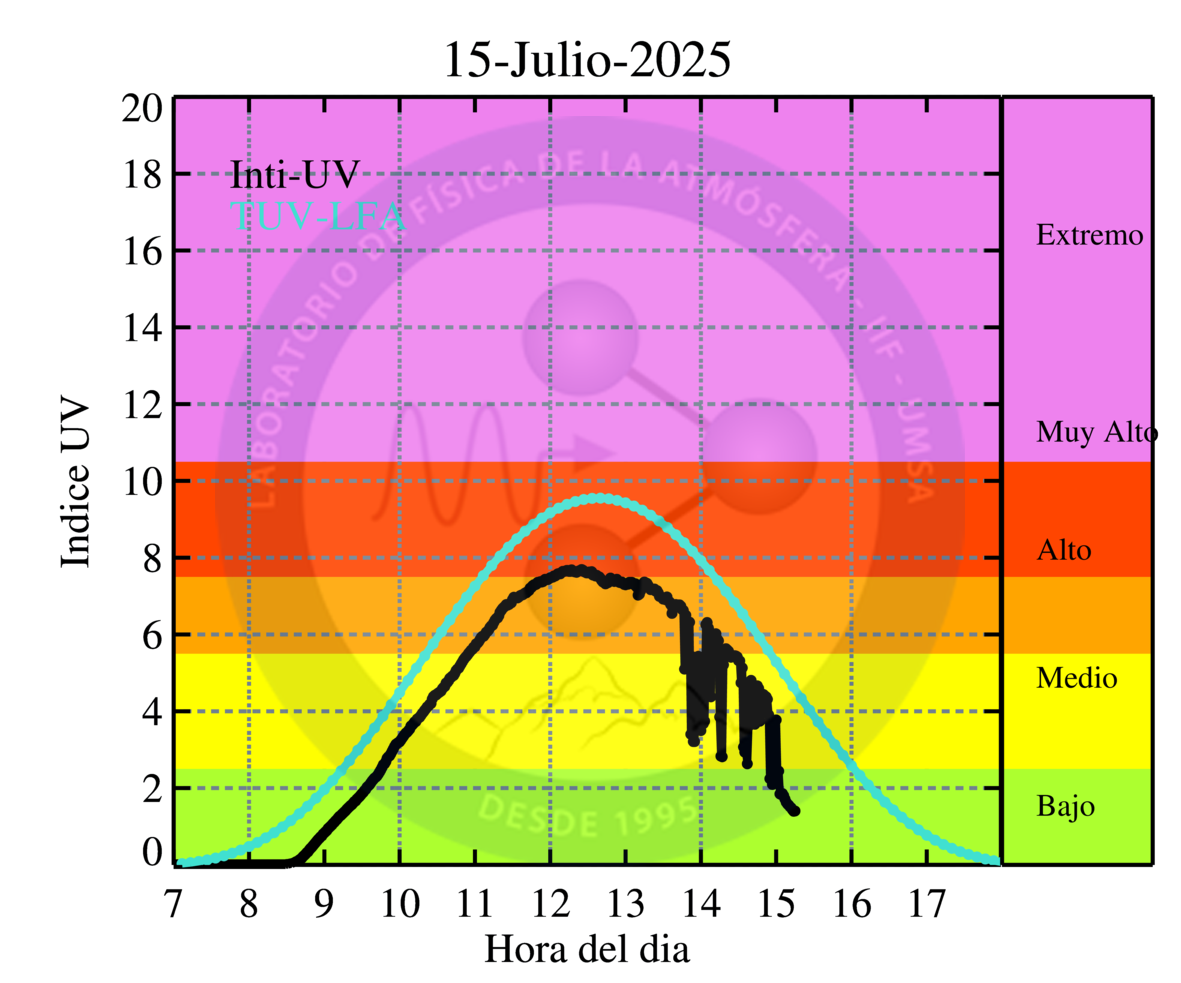 15-Julio-2025
20
18
16
14
12
10
8
6
4
2
0
Indice UV
Inti-UV
TUV-LFA
LABORATORIO DE FÍSICA DE LA ATMÓSFERA - IIF - UMSA
DESDE 1995
Extremo
Muy Alto
Alto
Medio
Bajo
7 8 9 10 11 12 13 14 15 16 17
Hora del dia